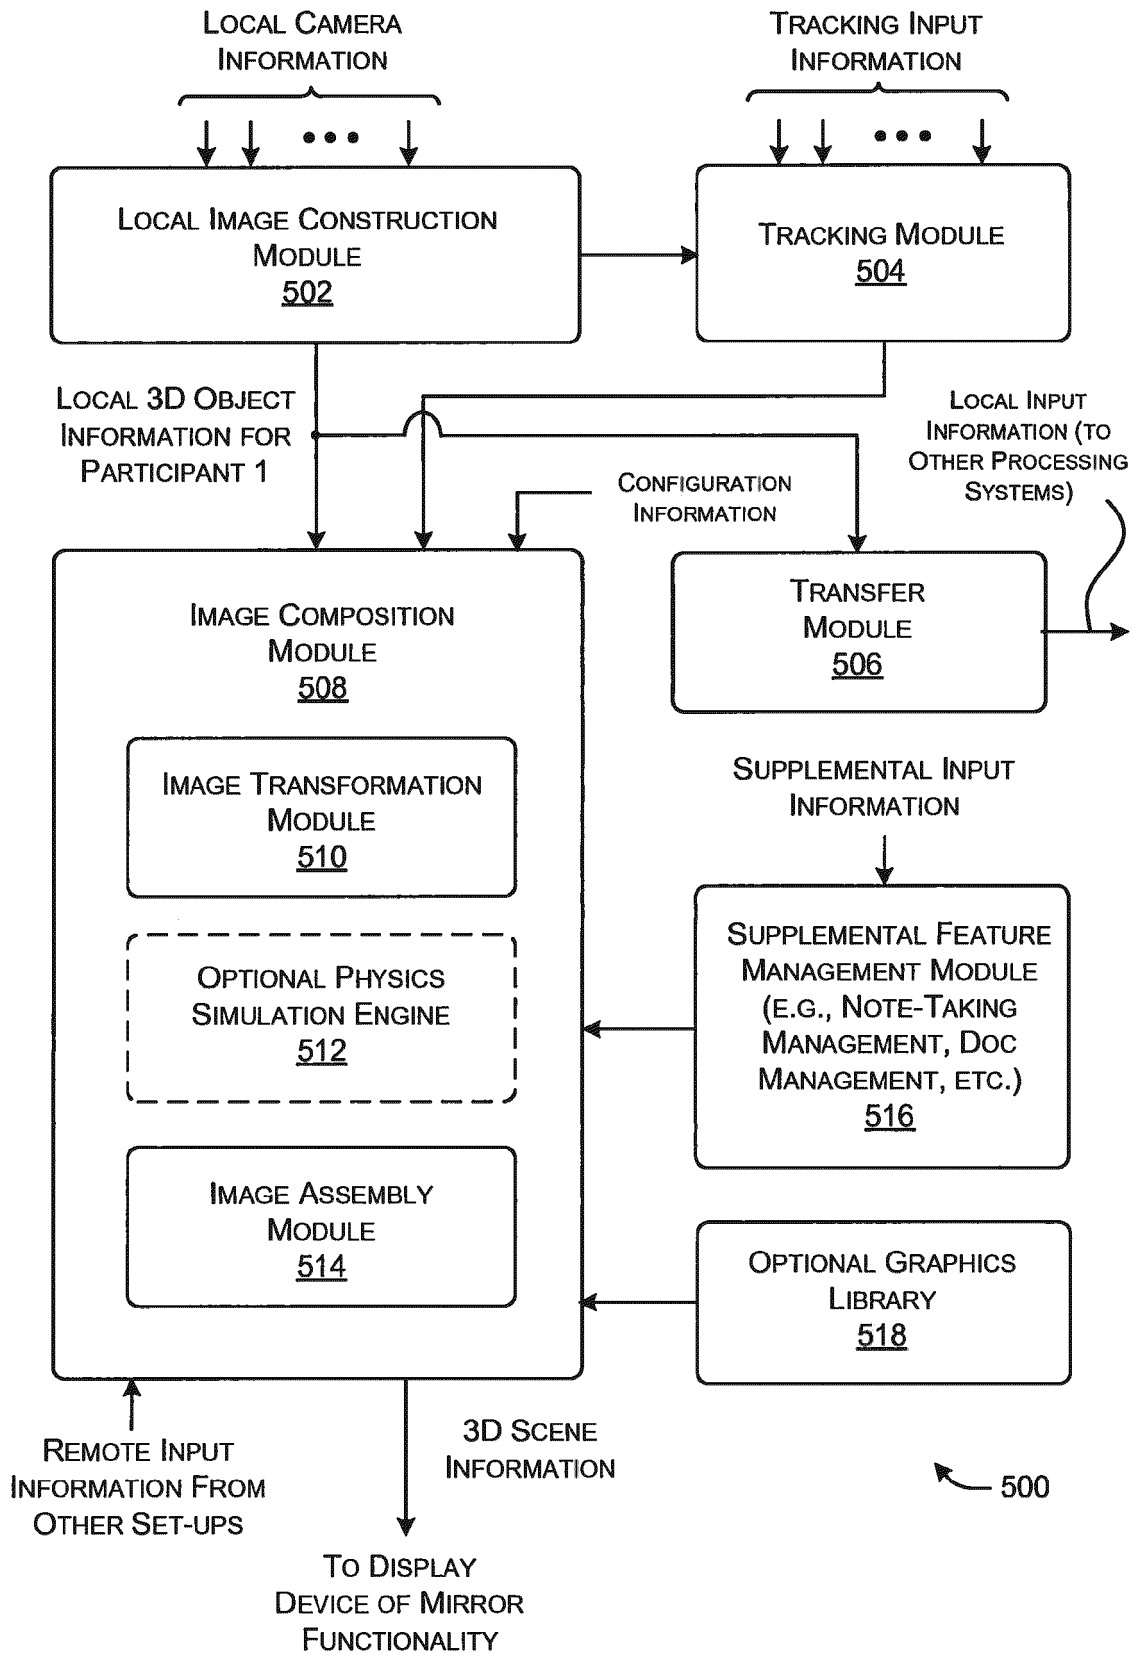 LOCAL CAMERA
INFORMATION
TRACKING INPUT
INFORMATION
LOCAL IMAGE CONSTRUCTION
MODULE
502
TRACKING MODULE
504
LOCAL 3D OBJECT
INFORMATION FOR
PARTICIPANT 1
LOCAL INPUT
INFORMATION (TO
OTHER PROCESSING
SYSTEMS)
CONFIGURATION
INFORMATION
IMAGE COMPOSITION
MODULE
508
TRANSFER
MODULE
506
IMAGE TRANSFORMATION
MODULE
510
SUPPLEMENTAL INPUT
INFORMATION
OPTIONAL PHYSICS
SIMULATION ENGINE
512
SUPPLEMENTAL FEATURE
MANAGEMENT MODULE
(E.G., NOTE-TAKING
MANAGEMENT, DOC
MANAGEMENT, ETC.)
516
IMAGE ASSEMBLY
MODULE
514
OPTIONAL GRAPHICS
LIBRARY
518
REMOTE INPUT
INFORMATION FROM
OTHER SET-UPS
3D SCENE
INFORMATION
500
TO DISPLAY
DEVICE OF MIRROR
FUNCTIONALITY